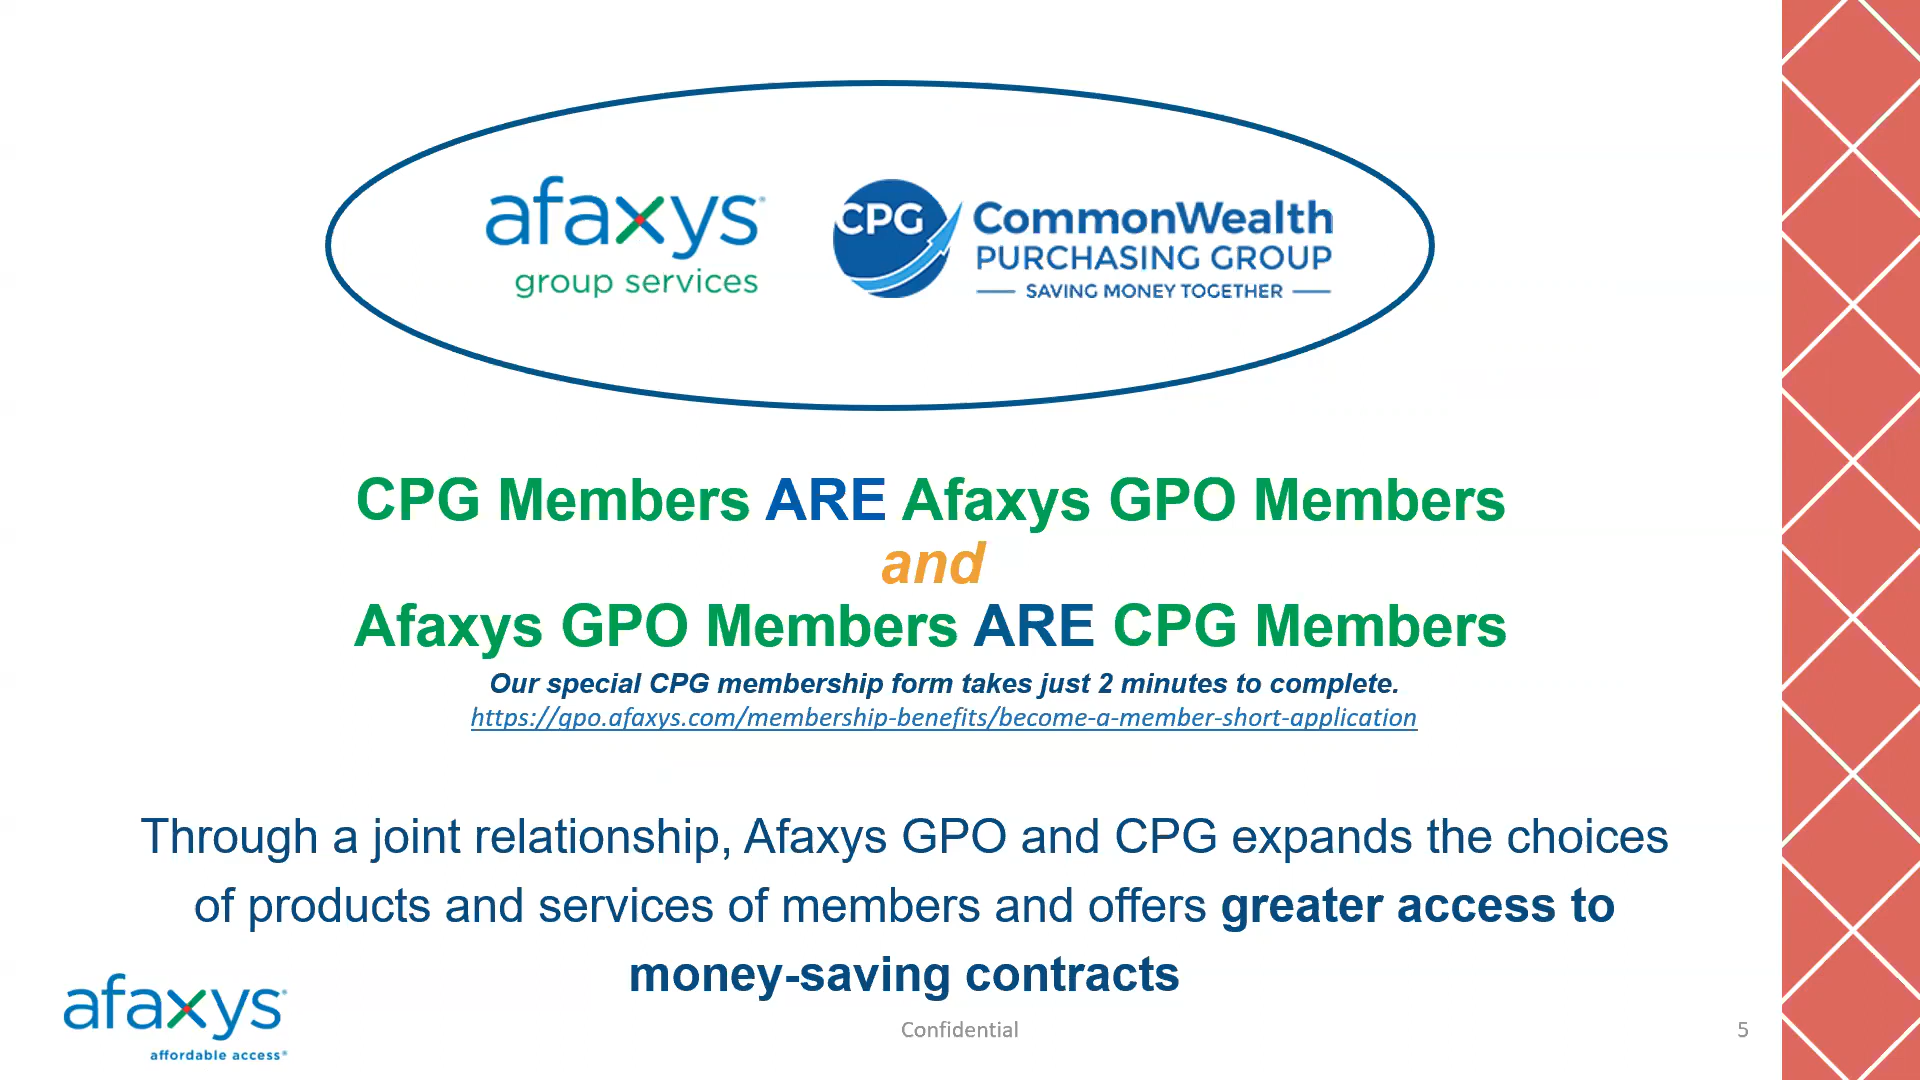 afaxys
group services
CPG
CommonWealth
PURCHASING GROUP
SAVING MONEY TOGETHER
CPG Members ARE Afaxys GPO Members
and
Afaxys GPO Members ARE CPG Members
Our special CPG membership form takes just 2 minutes to complete.
https://gpo.afaxys.com/membership-benefits/become-a-member-short-application
Through a joint relationship, Afaxys GPO and CPG expands the choices
of products and services of members and offers greater access to
money-saving contracts
afaxys
affordable access®
Confidential
5